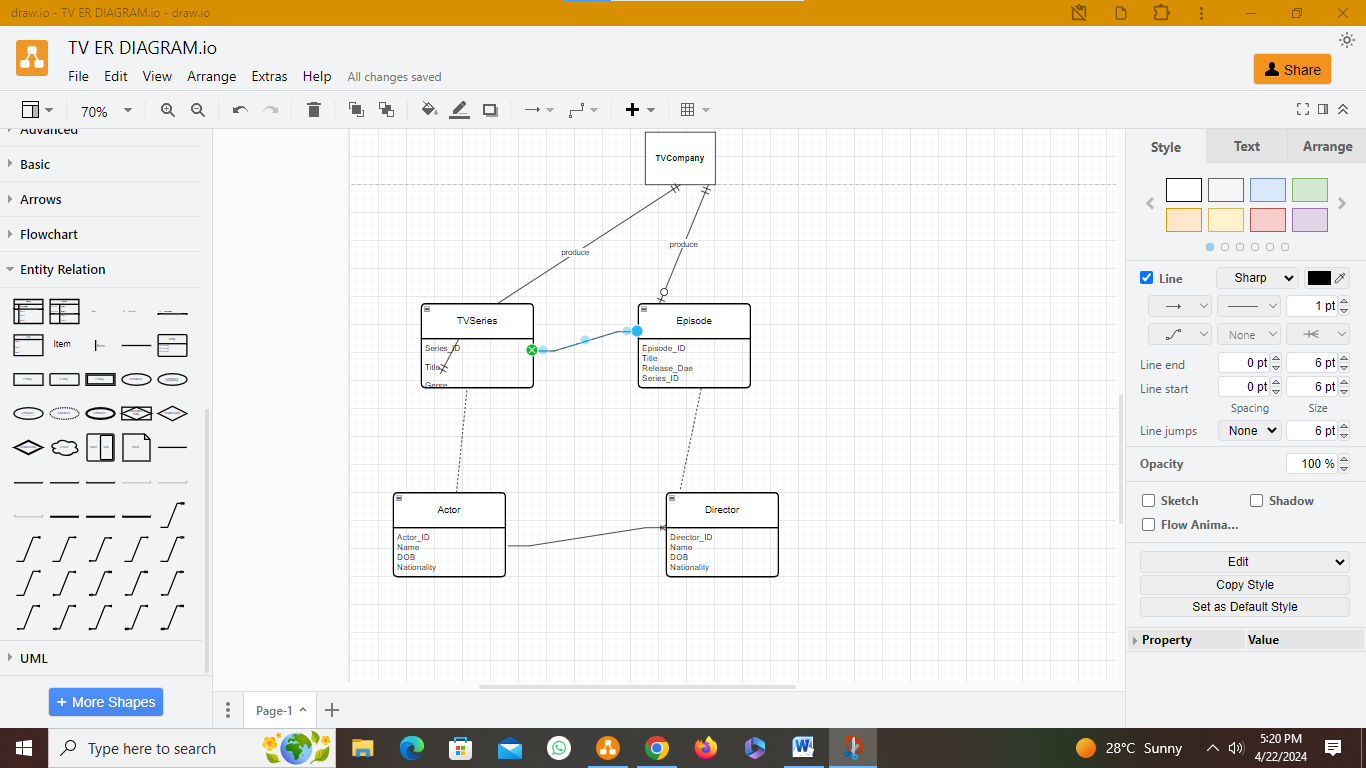 draw.io - TV ER DIAGRAM.io - draw.io
TV ER DIAGRAM.io
File Edit View Arrange Extras Help All changes saved
Share
70%
Advanced
Basic
Arrows
Flowchart
Entity Relation
Item
UML
+ More Shapes
TVCompany
produce
produce
TVSeries
Series_ID
Title
Genre
Episode
Episode_ID
Title
Release_Dae
Series_ID
Actor
Actor_ID
Name
DOB
Nationality
Director
Director_ID
Name
DOB
Nationality
Page-1
Style Text Arrange
Line Sharp
1 pt
None
Line end 0 pt 6 pt
Line start 0 pt 6 pt
Spacing Size
Line jumps None 6 pt
Opacity 100 %
Sketch Shadow
Flow Anima...
Edit
Copy Style
Set as Default Style
Property Value
Type here to search
28°C Sunny
5:20 PM
4/22/2024